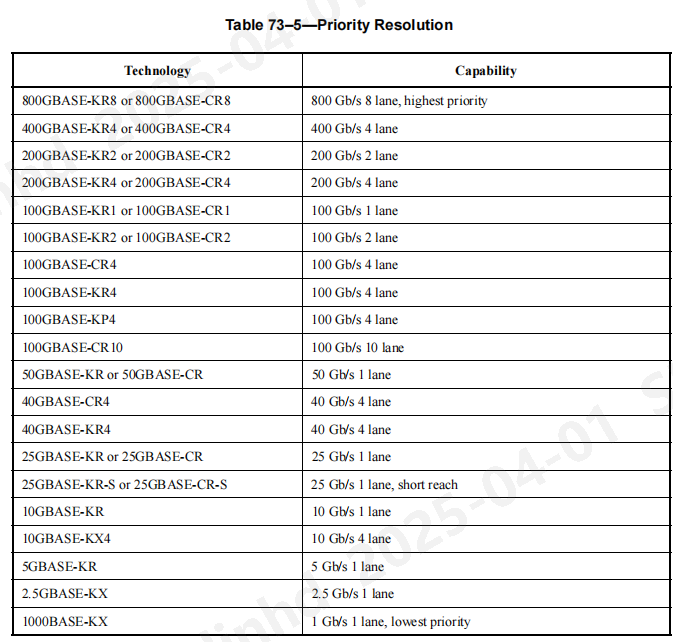 Table 73–5—Priority Resolution
Technology Capability
800GBASE-KR8 or 800GBASE-CR8 800 Gb/s 8 lane, highest priority
400GBASE-KR4 or 400GBASE-CR4 400 Gb/s 4 lane
200GBASE-KR2 or 200GBASE-CR2 200 Gb/s 2 lane
200GBASE-KR4 or 200GBASE-CR4 200 Gb/s 4 lane
100GBASE-KR1 or 100GBASE-CR1 100 Gb/s 1 lane
100GBASE-KR2 or 100GBASE-CR2 100 Gb/s 2 lane
100GBASE-CR4 100 Gb/s 4 lane
100GBASE-KR4 100 Gb/s 4 lane
100GBASE-KP4 100 Gb/s 4 lane
100GBASE-CR10 100 Gb/s 10 lane
50GBASE-KR or 50GBASE-CR 50 Gb/s 1 lane
40GBASE-CR4 40 Gb/s 4 lane
40GBASE-KR4 40 Gb/s 4 lane
25GBASE-KR or 25GBASE-CR 25 Gb/s 1 lane
25GBASE-KR-S or 25GBASE-CR-S 25 Gb/s 1 lane, short reach
10GBASE-KR 10 Gb/s 1 lane
10GBASE-KX4 10 Gb/s 4 lane
5GBASE-KR 5 Gb/s 1 lane
2.5GBASE-KX 2.5 Gb/s 1 lane
1000BASE-KX 1 Gb/s 1 lane, lowest priority
2025-04-01
2025-04-01